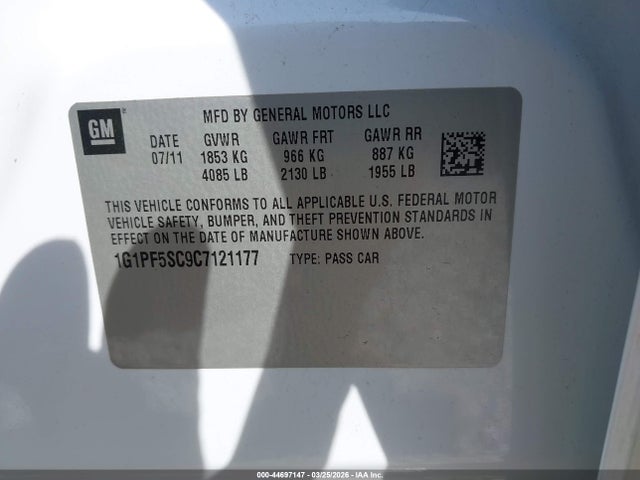 GM
MFD BY GENERAL MOTORS LLC
DATE GVWR GAWR FRT GAWR RR
07/11 1853 KG 966 KG 887 KG
4085 LB 2130 LB 1955 LB
THIS VEHICLE CONFORMS TO ALL APPLICABLE U.S. FEDERAL MOTOR
VEHICLE SAFETY, BUMPER, AND THEFT PREVENTION STANDARDS IN
EFFECT ON THE DATE OF MANUFACTURE SHOWN ABOVE.
1G1PF5SC9C7121177 TYPE: PASS CAR
000-44697147 - 03/25/2026 - Copyright © 2026 IAA, Inc.